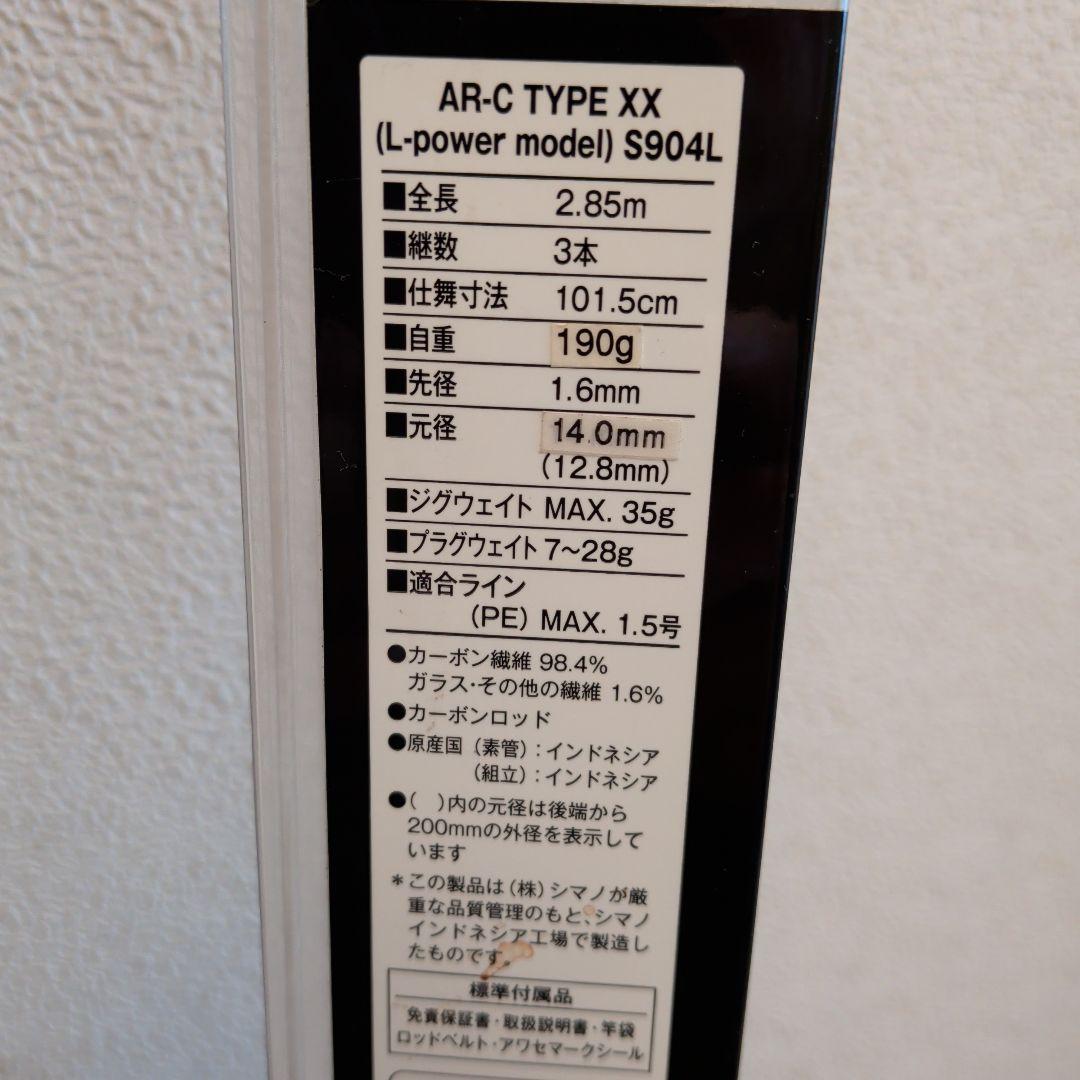 AR-C TYPE XX
(L-power model) S904L
■全長 2.85m
■継数 3本
■仕舞寸法 101.5cm
■自重 190g
■先径 1.6mm
■元径 14.0mm
(12.8mm)
■ジグウェイト MAX. 35g
■プラグウェイト 7〜28g
■適合ライン
(PE) MAX. 1.5号
●カーボン繊維 98.4%
ガラス・その他の繊維 1.6%
●カーボンロッド
●原産国(素管):インドネシア
(組立):インドネシア
●( )内の元径は後端から
200mmの外径を表示して
います
*この製品は(株)シマノが厳
重な品質管理のもと、シマノ
インドネシア工場で製造し
たものです。
標準付属品
免責保証書・取扱説明書・竿袋
ロッドベルト・アワセマークシール